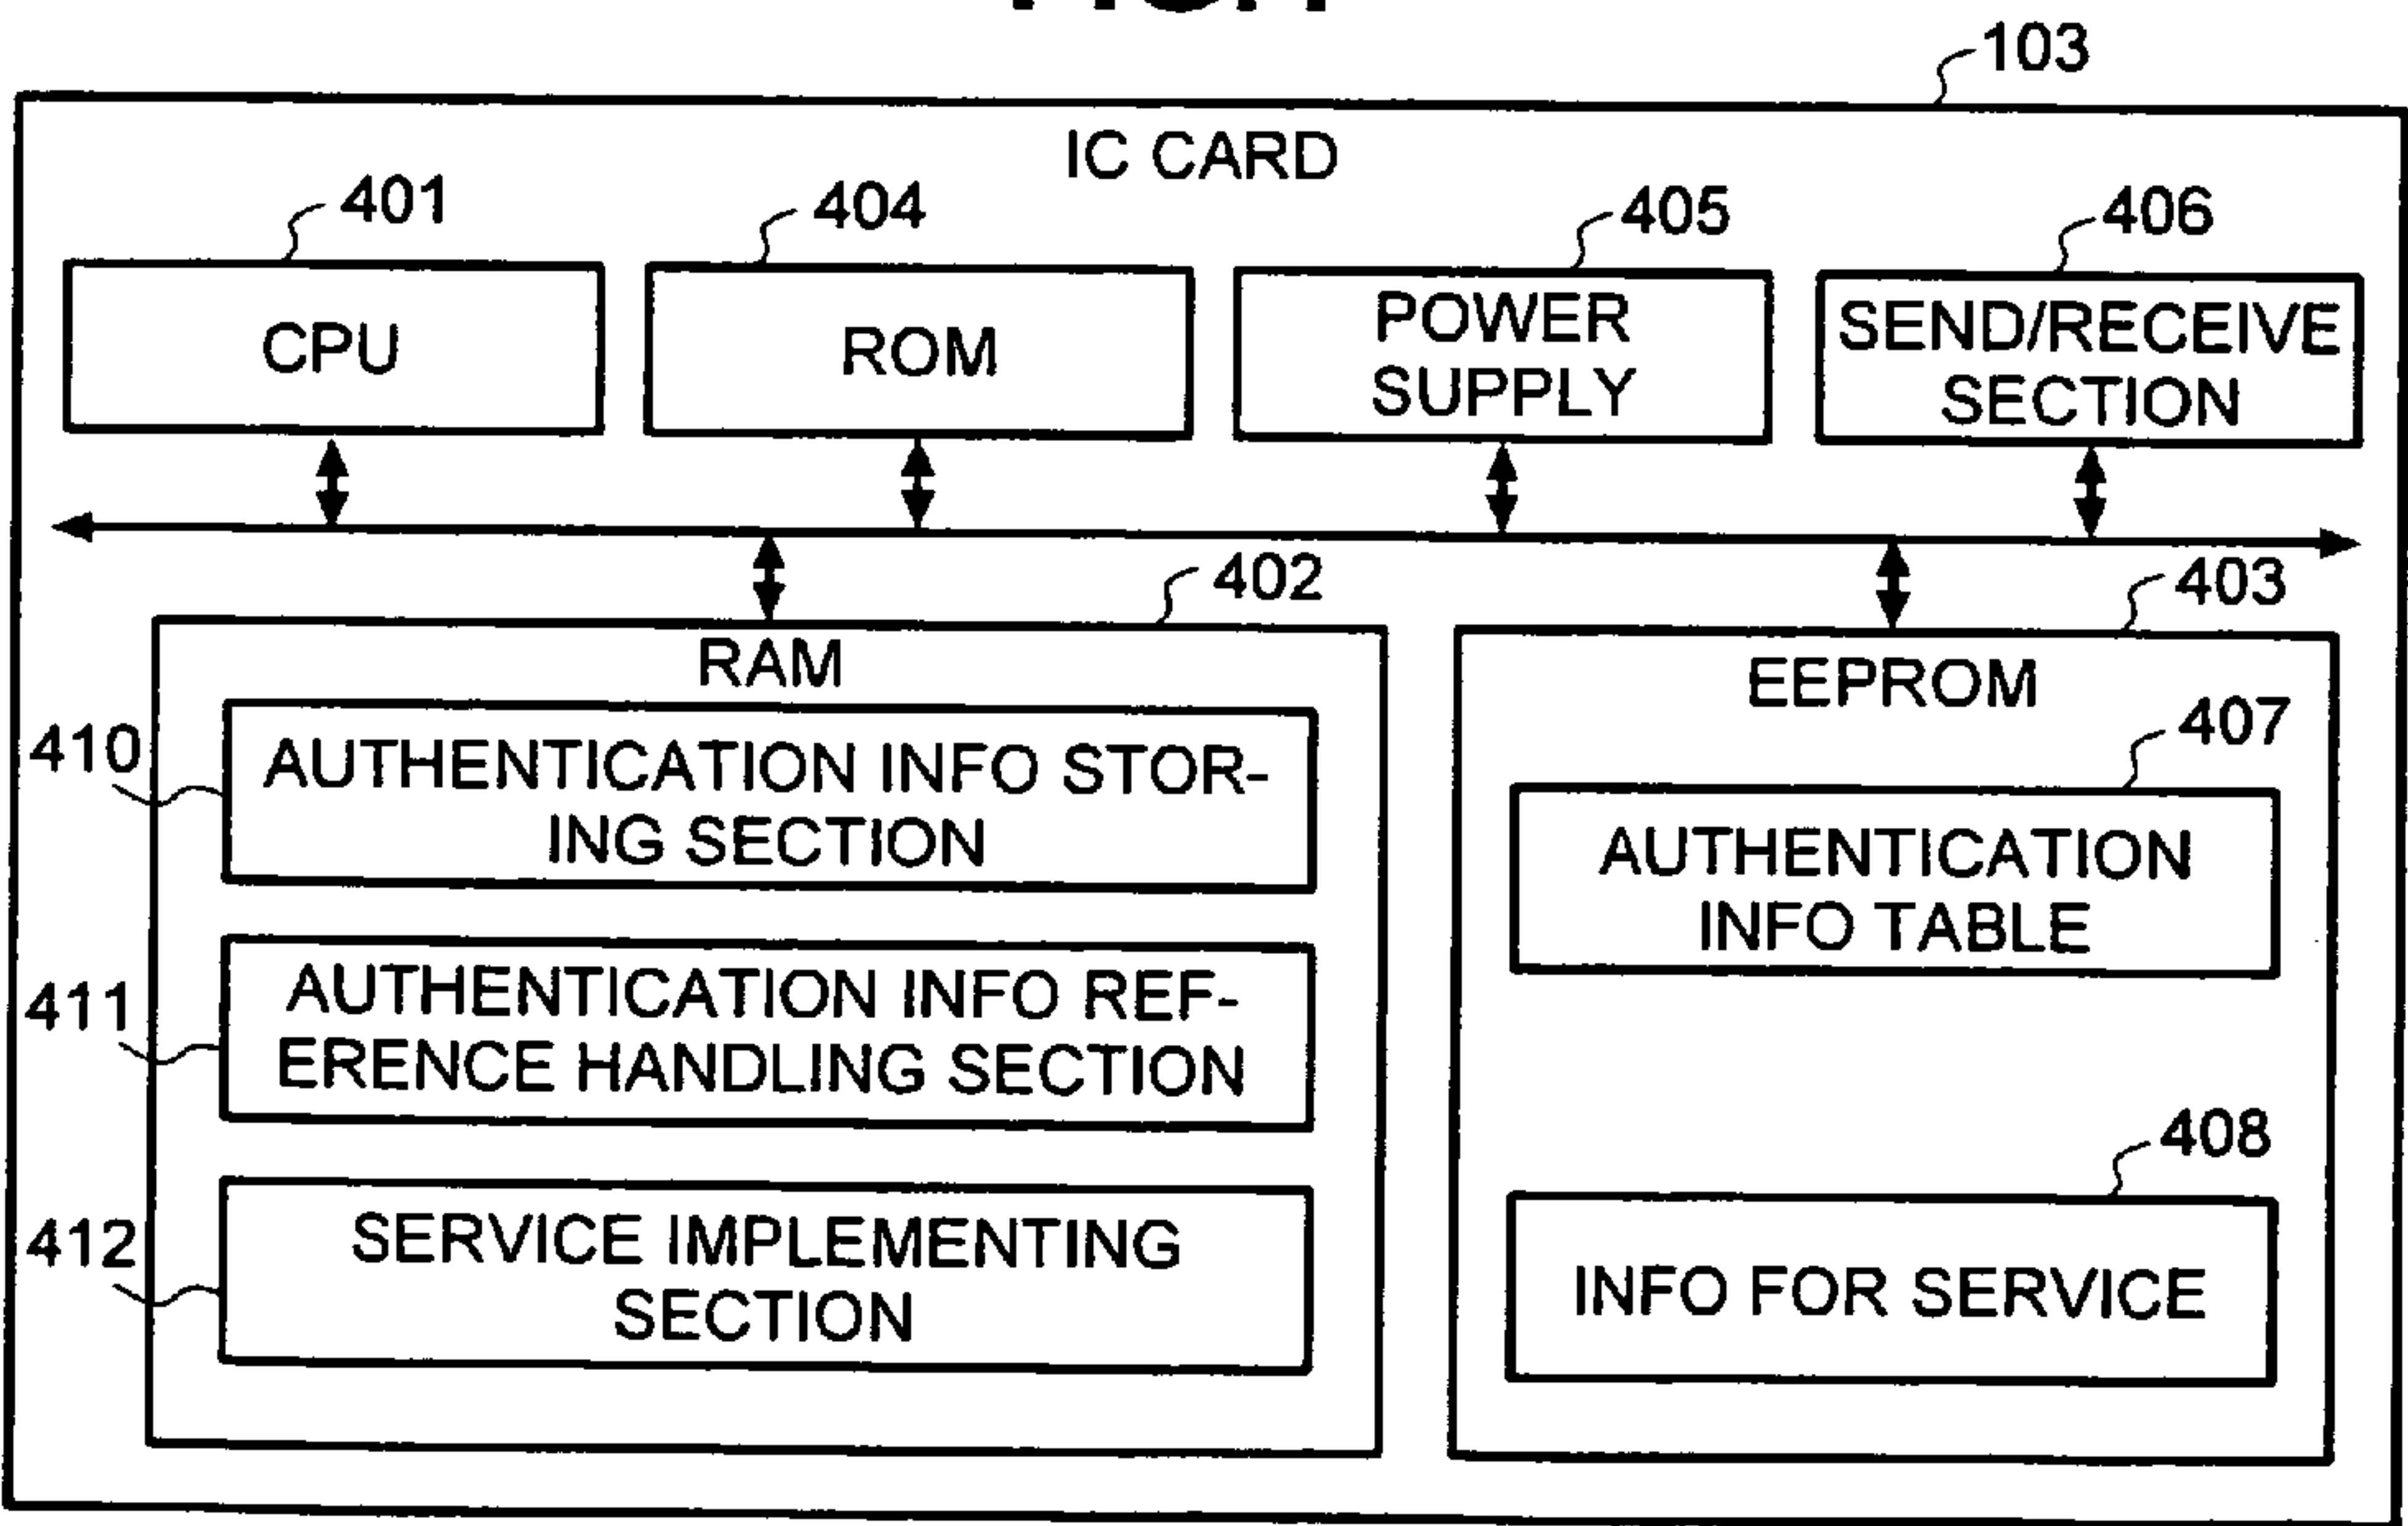 103
IC CARD
401
404
405
406
CPU
ROM
POWER
SUPPLY
SEND/RECEIVE
SECTION
402
403
RAM
EEPROM
410
AUTHENTICATION INFO STOR-
ING SECTION
407
AUTHENTICATION
INFO TABLE
411
AUTHENTICATION INFO REF-
ERENCE HANDLING SECTION
408
412
SERVICE IMPLEMENTING
SECTION
INFO FOR SERVICE